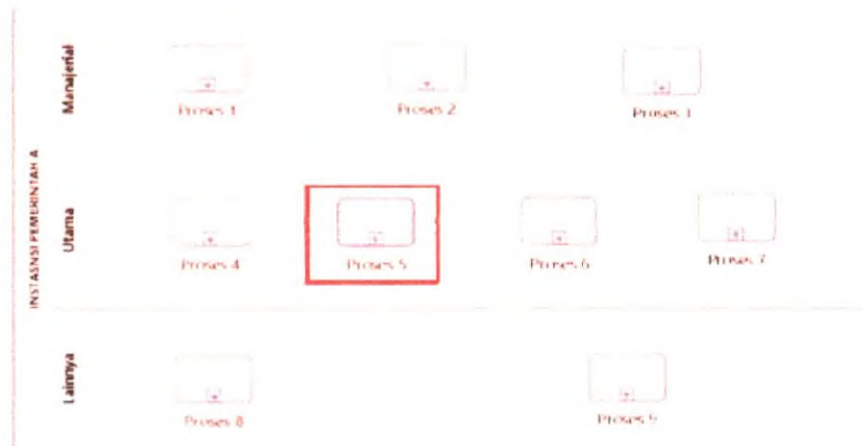 INSTASNSI PEMERINTAH A
Manajerial
Proses 1
Proses 2
Proses 3
Utama
Proses 4
Proses 5
Proses 6
Proses 7
Lainnya
Proses 8
Proses 9